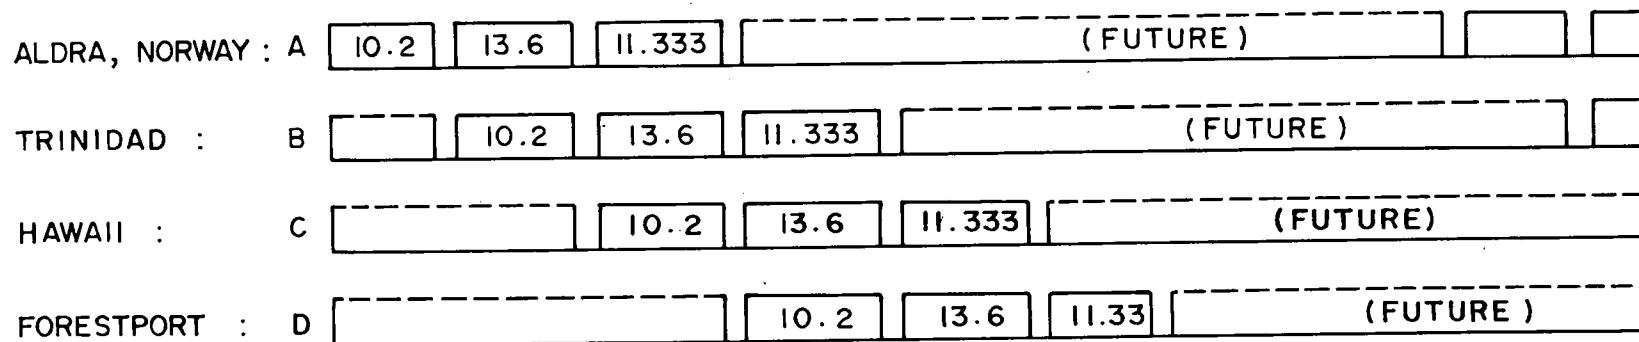 ALDRA, NORWAY : A 10.2 13.6 11.333 (FUTURE)
TRINIDAD : B 10.2 13.6 11.333 (FUTURE)
HAWAII : C 10.2 13.6 11.333 (FUTURE)
FORESTPORT : D 10.2 13.6 11.33 (FUTURE)